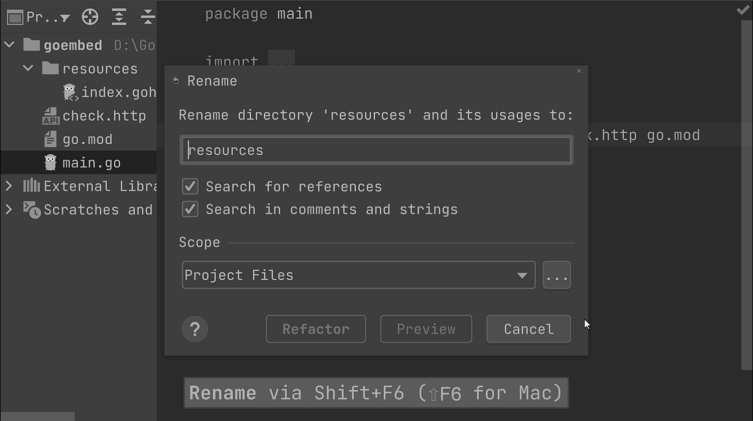 Pr..
package main
goembed D:\Go
import ...
resources
Rename
index.goh
Rename directory 'resources' and its usages to:
check.http
API
go.mod
k.http go.mod
resources
main.go
External Libra
Search for references
Scratches and
Search in comments and strings
Scope
Project Files
...
?
Refactor
Preview
Cancel
Rename via Shift+F6 (⇧F6 for Mac)